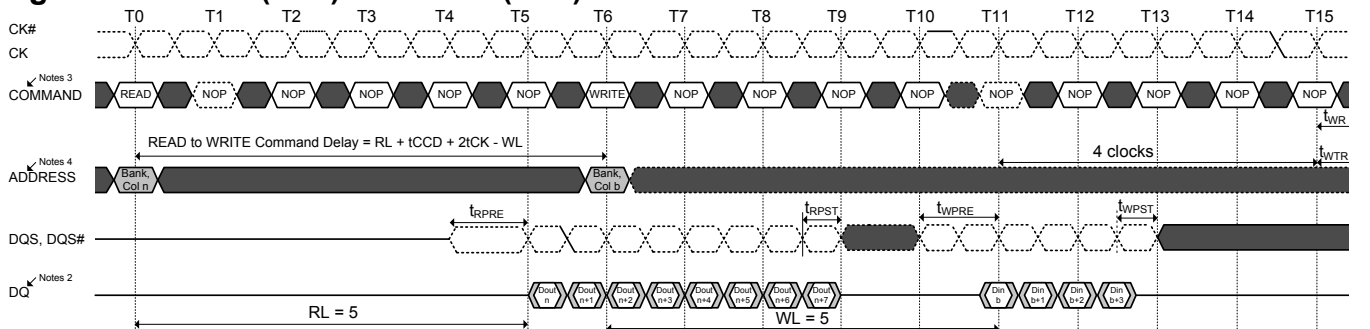 T0 T1 T2 T3 T4 T5 T6 T7 T8 T9 T10 T11 T12 T13 T14 T15
CK#
CK
Notes 3
COMMAND READ NOP NOP NOP NOP NOP WRITE NOP NOP NOP NOP NOP NOP NOP NOP NOP
tWR
READ to WRITE Command Delay = RL + tCCD + 2tCK - WL
4 clocks
tWTR
Notes 4
ADDRESS
Bank, Col n
Bank, Col b
tRPRE tRPST tWPRE tWPST
DQS, DQS#
Notes 2
DQ
Dout n
Dout n+1
Dout n+2
Dout n+3
Dout n+4
Dout n+5
Dout n+6
Dout n+7
Din b
Din b+1
Din b+2
Din b+3
RL = 5
WL = 5